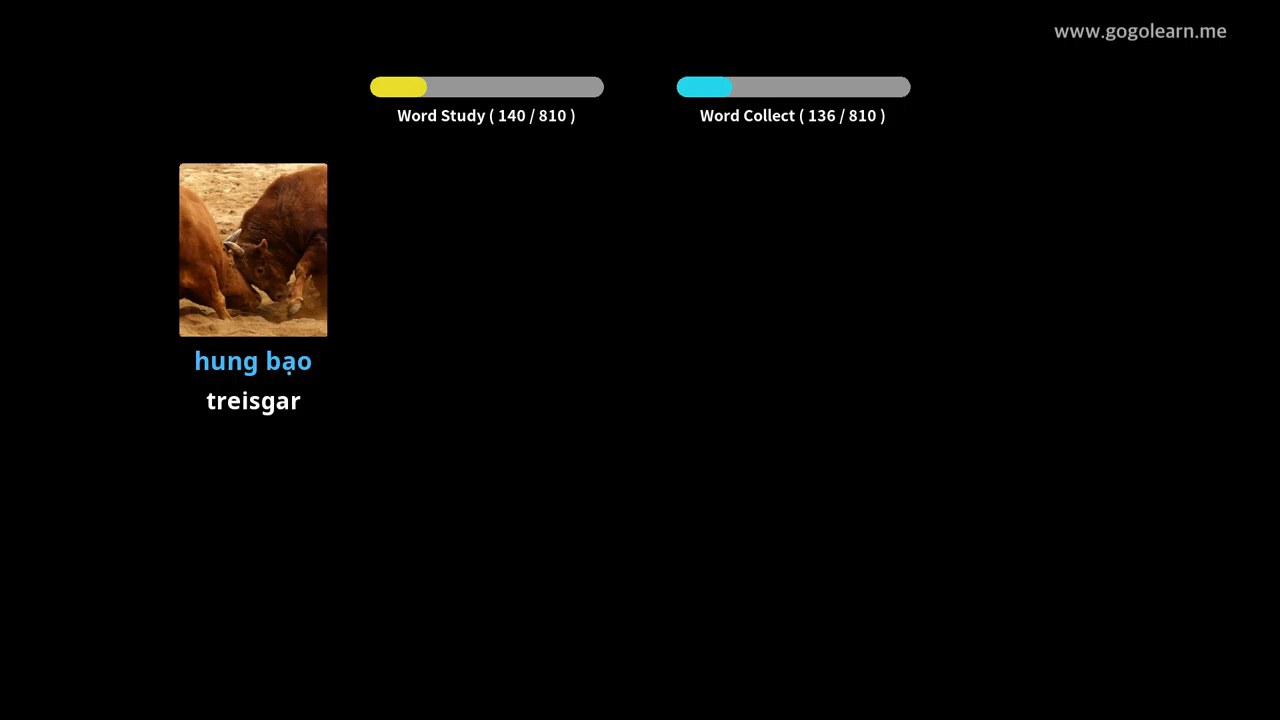 www.gogolearn.me
Word Study ( 140 / 810 )
Word Collect ( 136 / 810 )
hung bạo
treisgar